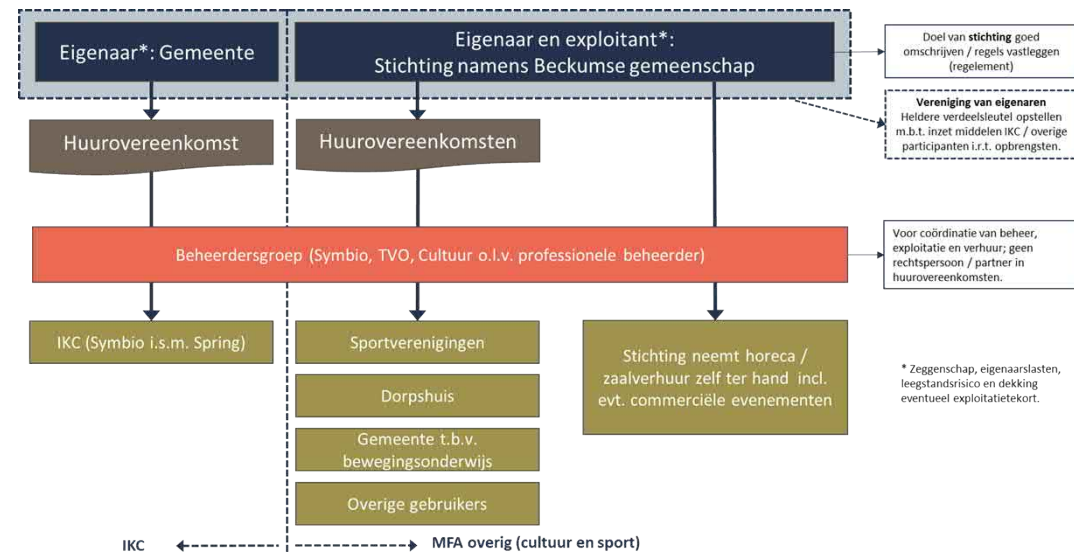 Eigenaar*: Gemeente
Eigenaar en exploitant*:
Stichting namens Beckumse gemeenschap
Doel van stichting goed
omschrijven / regels vastleggen
(regelement)
Vereniging van eigenaren
Heldere verdeelsleutel opstellen
m.b.t. inzet middelen IKC / overige
participanten i.r.t. opbrengsten.
Huurovereenkomst
Huurovereenkomsten
Beheerdersgroep (Symbio, TVO, Cultuur o.l.v. professionele beheerder)
Voor coördinatie van beheer,
exploitatie en verhuur; geen
rechtspersoon / partner in
huurovereenkomsten.
IKC (Symbio i.s.m. Spring)
Sportverenigingen
Dorpshuis
Gemeente t.b.v.
bewegingsonderwijs
Overige gebruikers
Stichting neemt horeca /
zaalverhuur zelf ter hand incl.
evt. commerciële evenementen
* Zeggenschap, eigenaarslasten,
leegstandsrisico en dekking
eventueel exploitatietekort.
IKC
MFA overig (cultuur en sport)